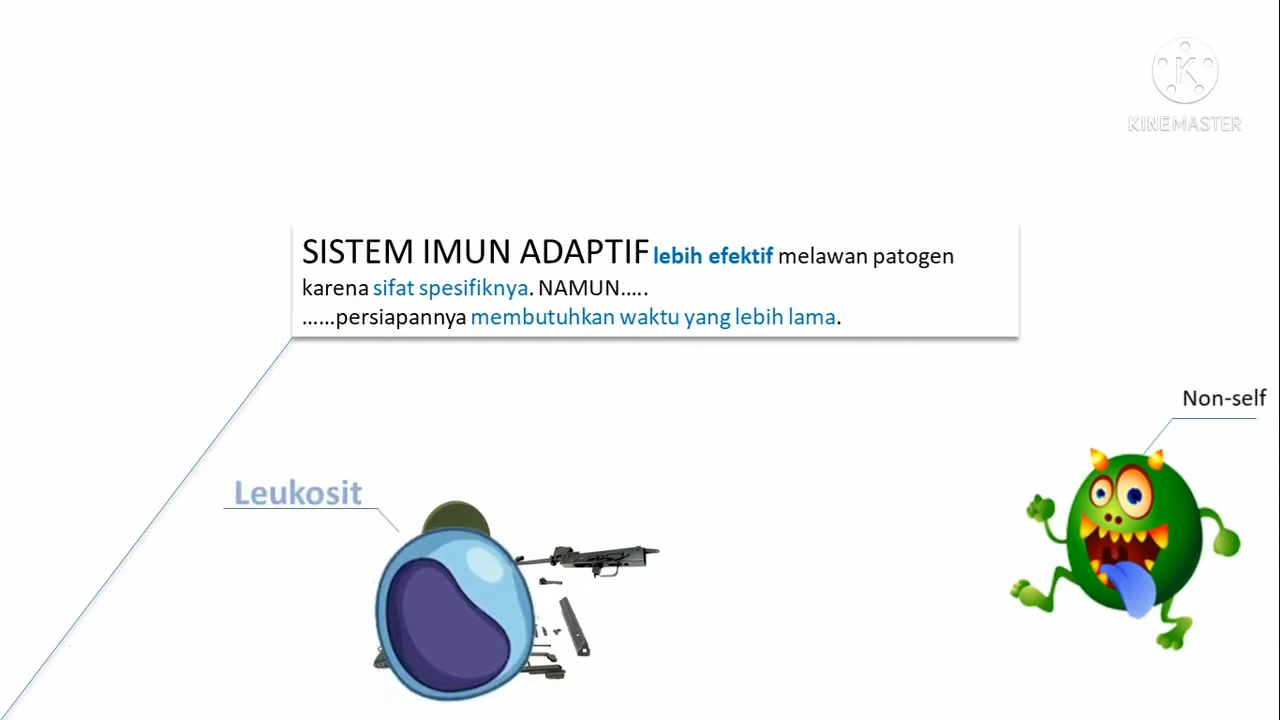 KINEMASTER
SISTEM IMUN ADAPTIF lebih efektif melawan patogen
karena sifat spesifiknya. NAMUN.....
......persiapannya membutuhkan waktu yang lebih lama.
Non-self
Leukosit